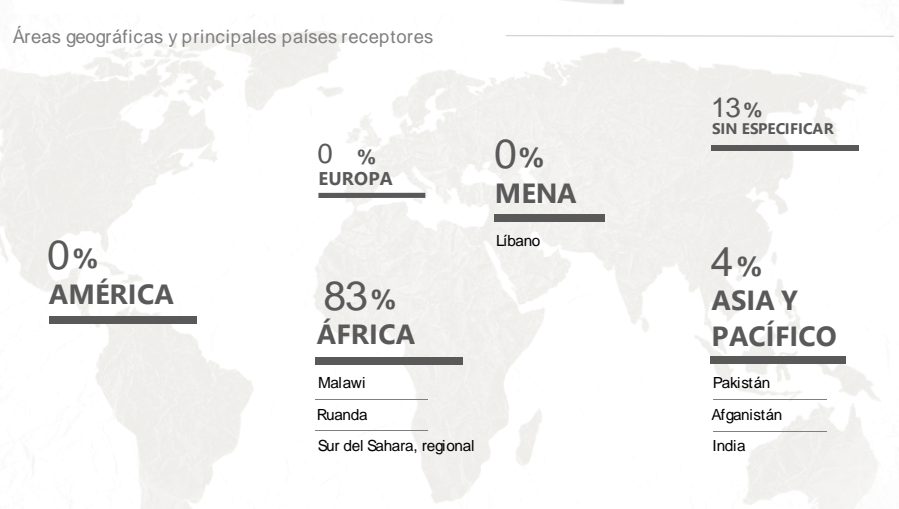 Áreas geográficas y principales países receptores
13 %
SIN ESPECIFICAR
0 %
EUROPA
0 %
MENA
Líbano
0 %
AMÉRICA
83 %
ÁFRICA
Malawi
Ruanda
Sur del Sahara, regional
4 %
ASIA Y
PACÍFICO
Pakistán
Afganistán
India